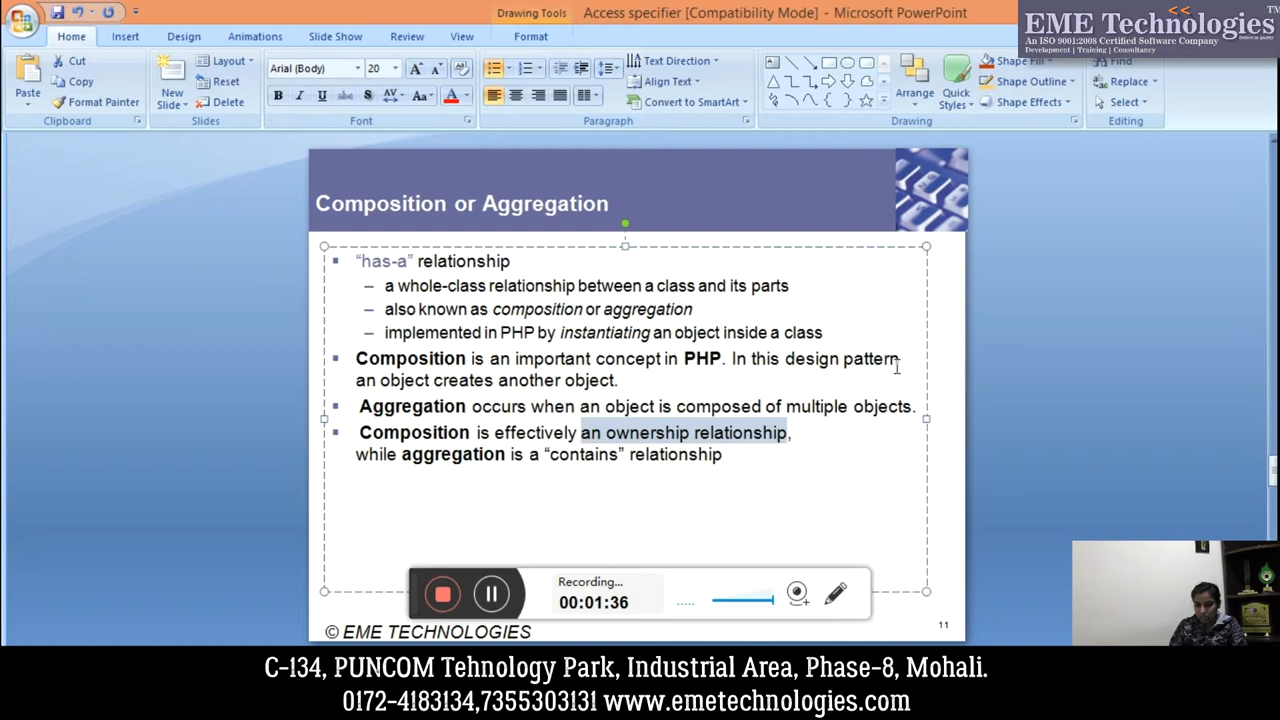 Drawing Tools
Access specifier [Compatibility Mode] - Microsoft PowerPoint
EME Technologies
TM
An ISO 9001:2008 Certified Software Company
Development | Training | Consultancy
Home Insert Design Animations Slide Show Review View Format
Cut
Copy
Format Painter
Paste
Clipboard
New Slide
Layout
Reset
Delete
Slides
Arial (Body) 20 A A
B I U abc S AV Aa A
Font
Text Direction
Align Text
Convert to SmartArt
Paragraph
Arrange
Quick Styles
Shape Fill
Shape Outline
Shape Effects
Drawing
Find
Replace
Select
Editing
Composition or Aggregation
“has-a” relationship
– a whole-class relationship between a class and its parts
– also known as composition or aggregation
– implemented in PHP by instantiating an object inside a class
Composition is an important concept in PHP. In this design pattern
an object creates another object.
Aggregation occurs when an object is composed of multiple objects.
Composition is effectively an ownership relationship,
while aggregation is a “contains” relationship
Recording...
00:01:36
© EME TECHNOLOGIES
11
C-134, PUNCOM Tehnology Park, Industrial Area, Phase-8, Mohali.
0172-4183134,7355303131 www.emetechnologies.com